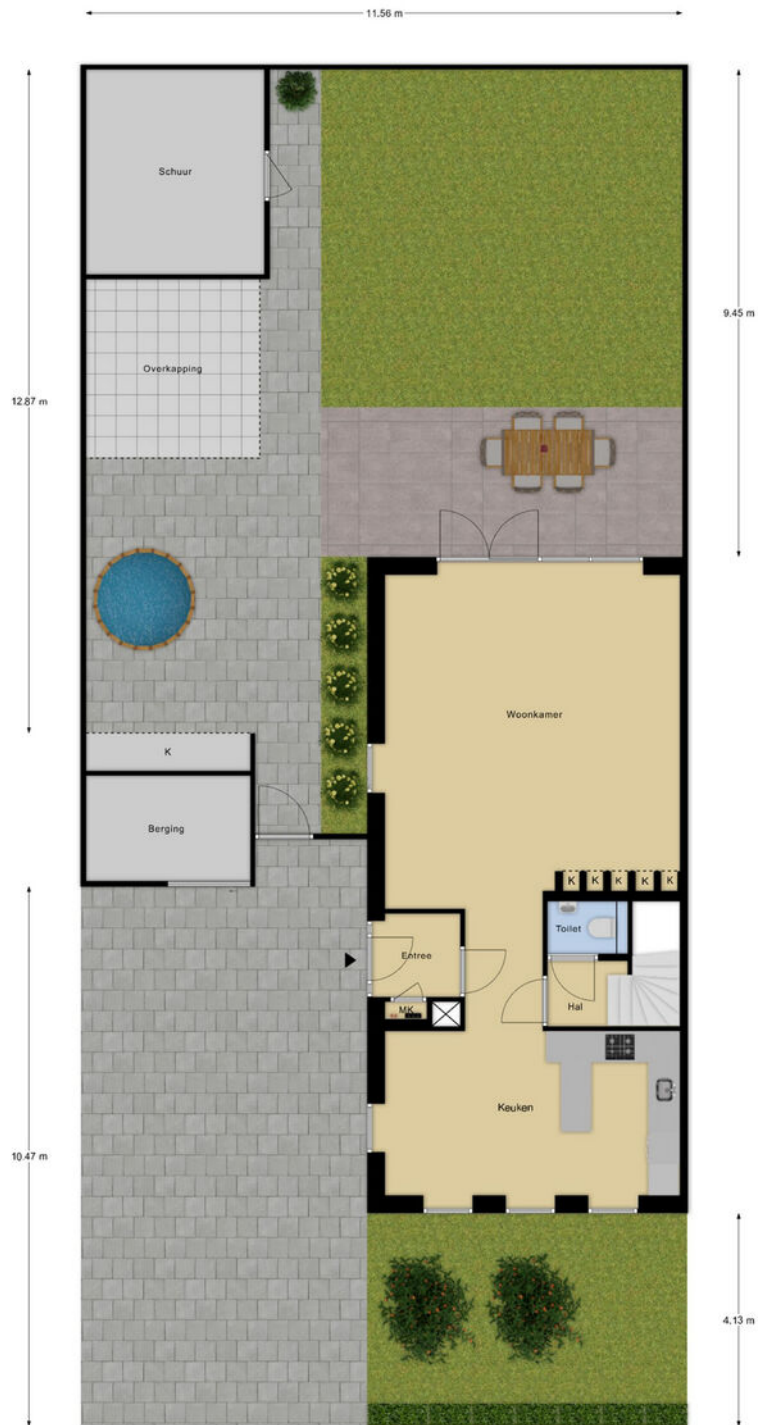 11.56 m
Schuur
9.45 m
Overkapping
12.87 m
Woonkamer
K
Berging
K K K K K
Toilet
Entree
Hal
MK
Keuken
10.47 m
4.13 m